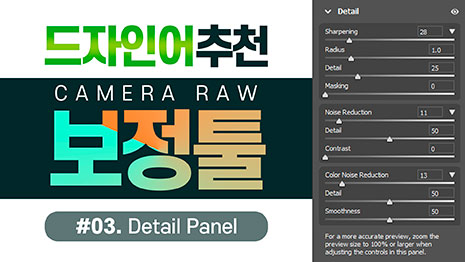 드자인어추천
CAMERA RAW
보정툴
#03. Detail Panel
Detail
Sharpening 28
Radius 1.0
Detail 25
Masking 0
Noise Reduction 11
Detail 50
Contrast 0
Color Noise Reduction 13
Detail 50
Smoothness 50
For a more accurate preview, zoom the
preview size to 100% or larger when
adjusting the controls in this panel.